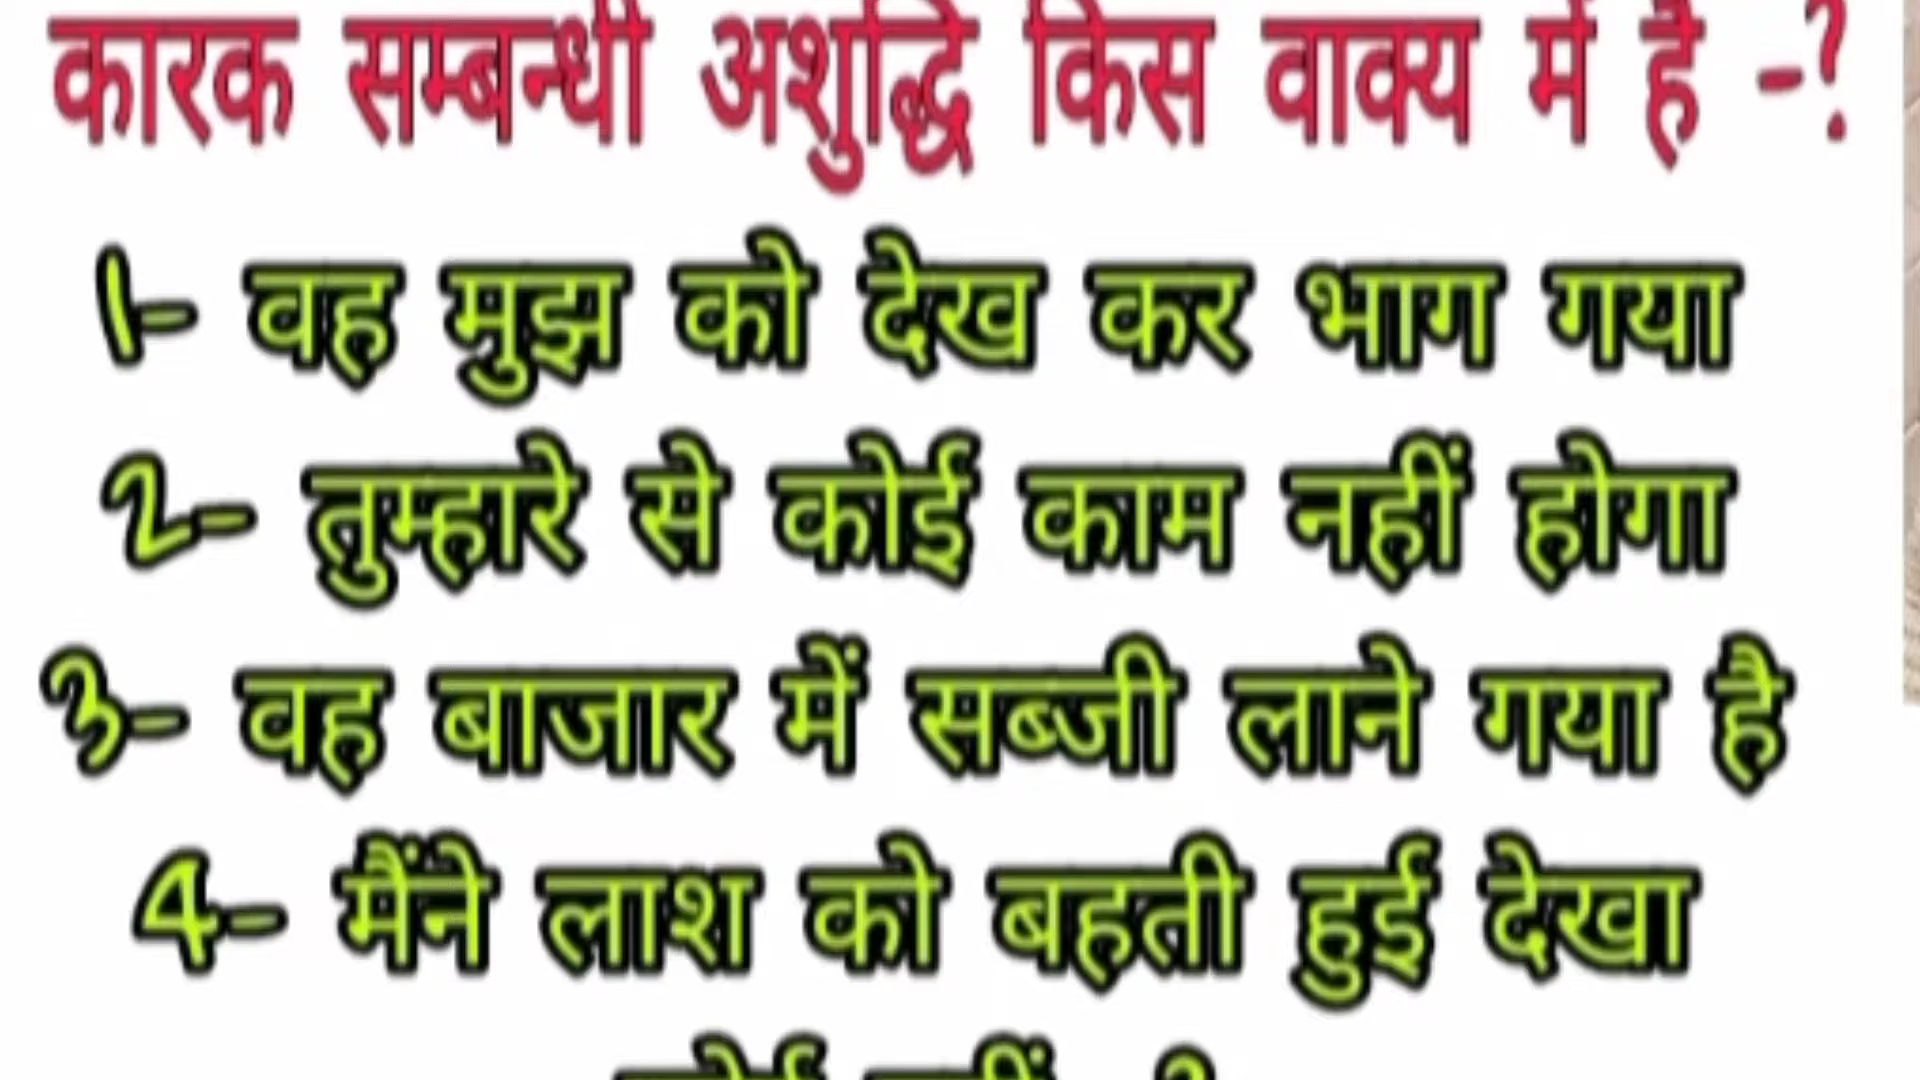 कारक सम्बन्धी अशुद्धि किस वाक्य में है -?
1- वह मुझ को देख कर भाग गया
2- तुम्हारे से कोई काम नहीं होगा
3- वह बाजार में सब्जी लाने गया है
4- मैंने लाश को बहती हुई देखा